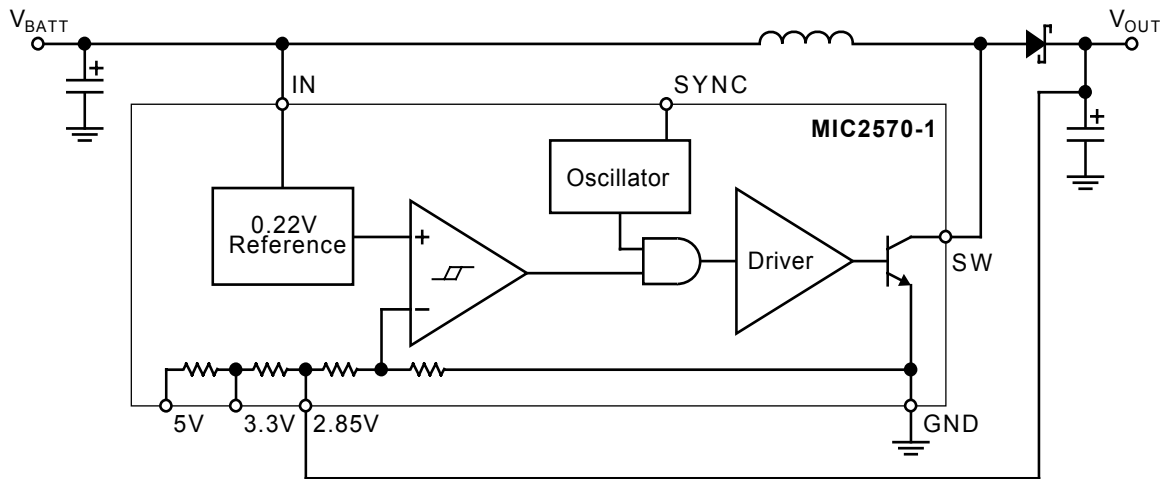 VBATT
VOUT
IN
SYNC
MIC2570-1
Oscillator
0.22V
Reference
+
−
Driver
SW
5V
3.3V
2.85V
GND
+
+